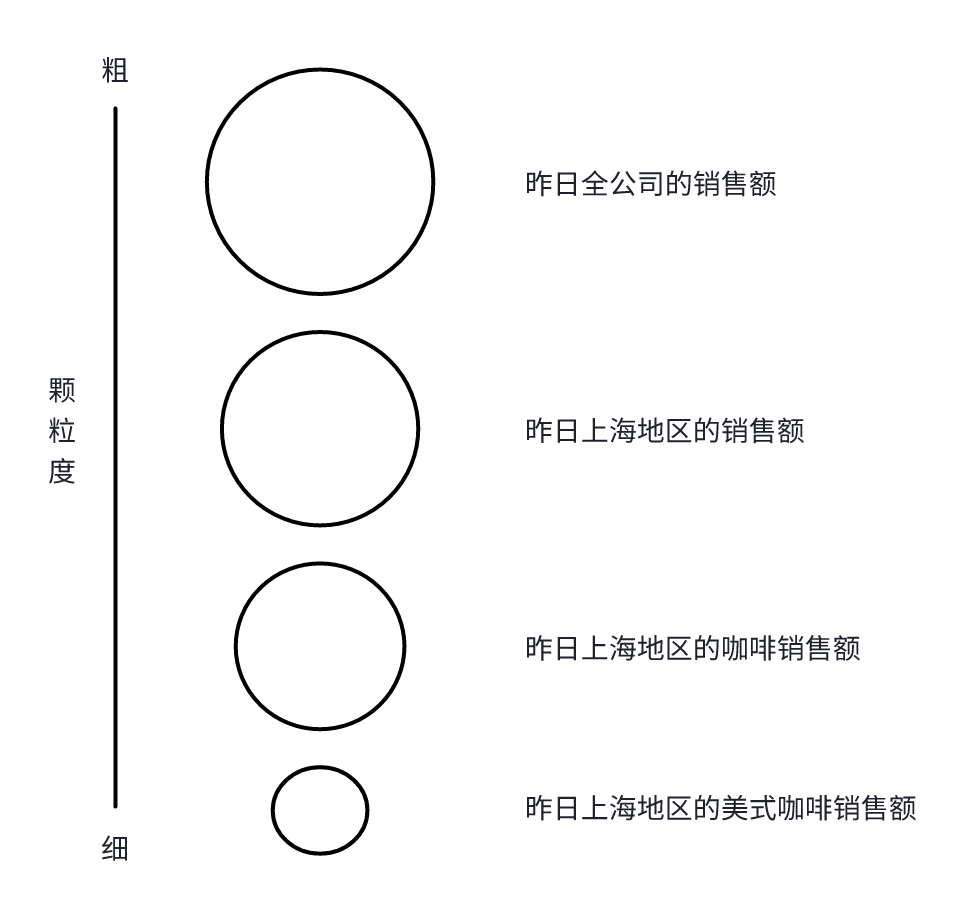 粗
昨日全公司的销售额
颗粒度
昨日上海地区的销售额
昨日上海地区的咖啡销售额
昨日上海地区的美式咖啡销售额
细